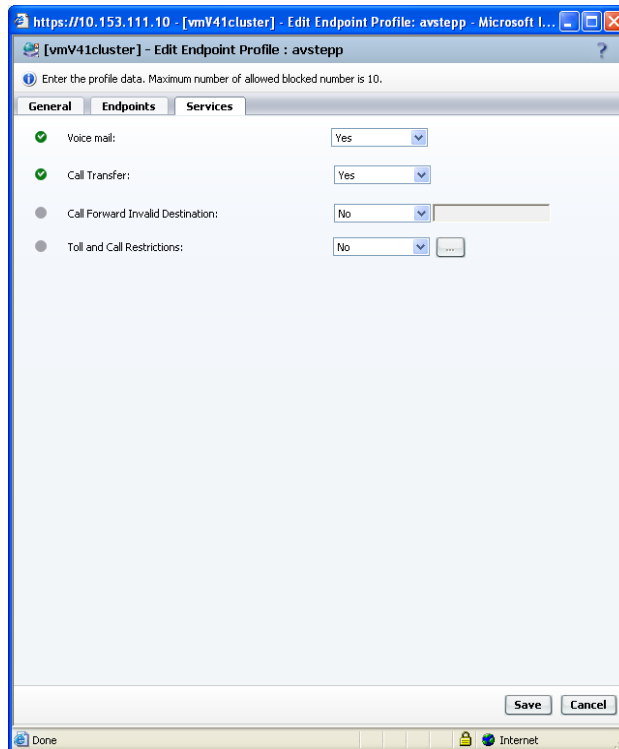 https://10.153.111.10 - [vmV41cluster] - Edit Endpoint Profile: avstepp - Microsoft I...
[vmV41cluster] - Edit Endpoint Profile : avstepp
?
Enter the profile data. Maximum number of allowed blocked number is 10.
General Endpoints Services
Voice mail: Yes
Call Transfer: Yes
Call Forward Invalid Destination: No
Toll and Call Restrictions: No ...
Save Cancel
Done Internet